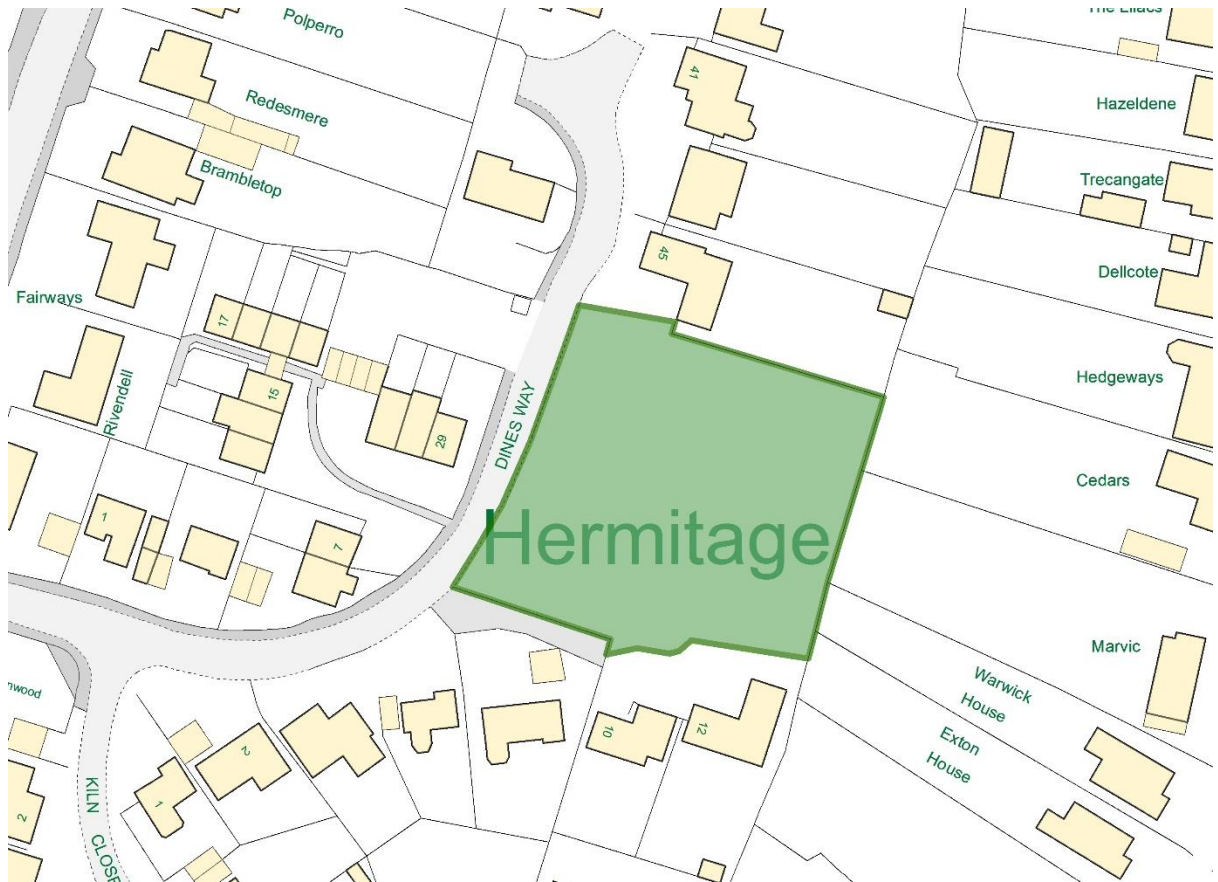 Polperro
The Lilacs
41
Redesmere
Hazeldene
Brambletop
Trecangate
45
Dellcote
Fairways
17
Hedgeways
15
Rivendell
DINES WAY
29
Cedars
1
7
Hermitage
Marvic
Warwick
House
Exton
House
10
12
2
1
2
KILN CLOSE